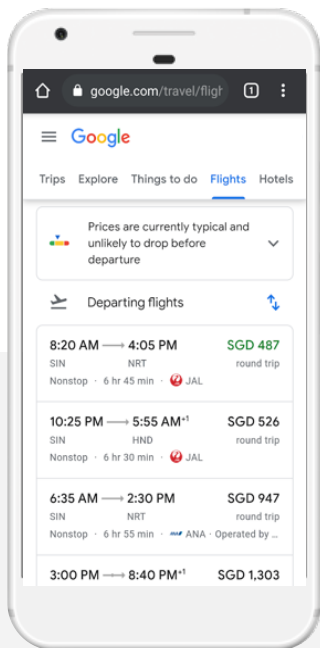 google.com/travel/fligh 1
Google
Trips Explore Things to do Flights Hotels
Prices are currently typical and
unlikely to drop before
departure
Departing flights
8:20 AM 4:05 PM SGD 487
SIN NRT round trip
Nonstop · 6 hr 45 min · JAL
10:25 PM 5:55 AM+1 SGD 526
SIN HND round trip
Nonstop · 6 hr 30 min · JAL
6:35 AM 2:30 PM SGD 947
SIN NRT round trip
Nonstop · 6 hr 55 min · ANA · Operated by ...
3:00 PM 8:40 PM+1 SGD 1,303